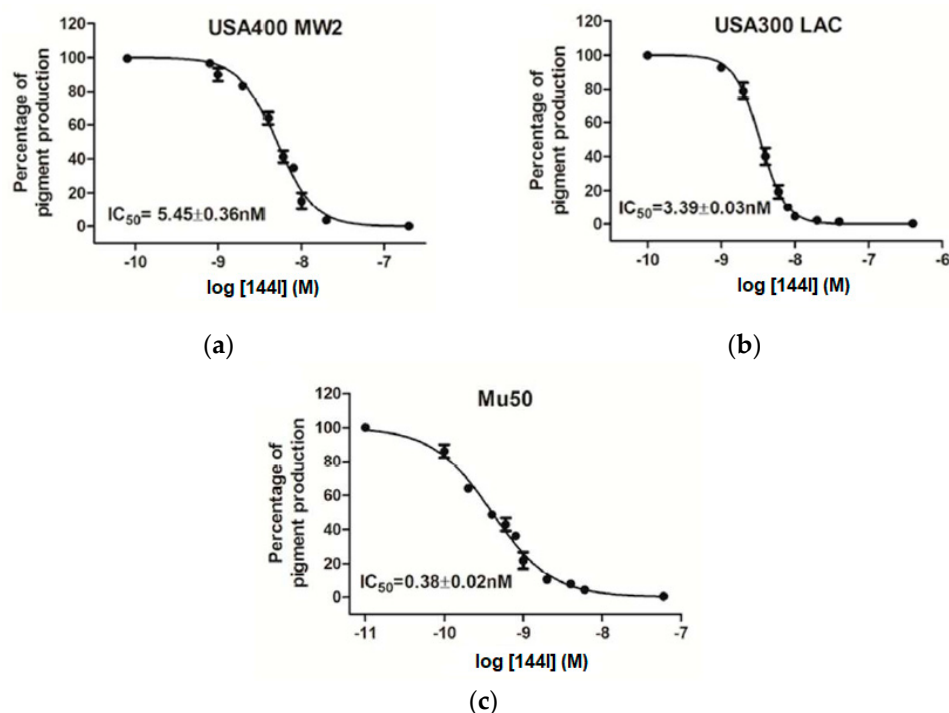 USA400 MW2
120
100
80
60
40
20
0
Percentage of
pigment production
IC50= 5.45±0.36nM
-10 -9 -8 -7
log [144l] (M)
(a)
USA300 LAC
120
100
80
60
40
20
0
Percentage of
pigment production
IC50=3.39±0.03nM
-10 -9 -8 -7 -6
log [144l] (M)
(b)
Mu50
120
100
80
60
40
20
0
Percentage of
pigment production
IC50=0.38±0.02nM
-11 -10 -9 -8 -7
log [144l] (M)
(c)